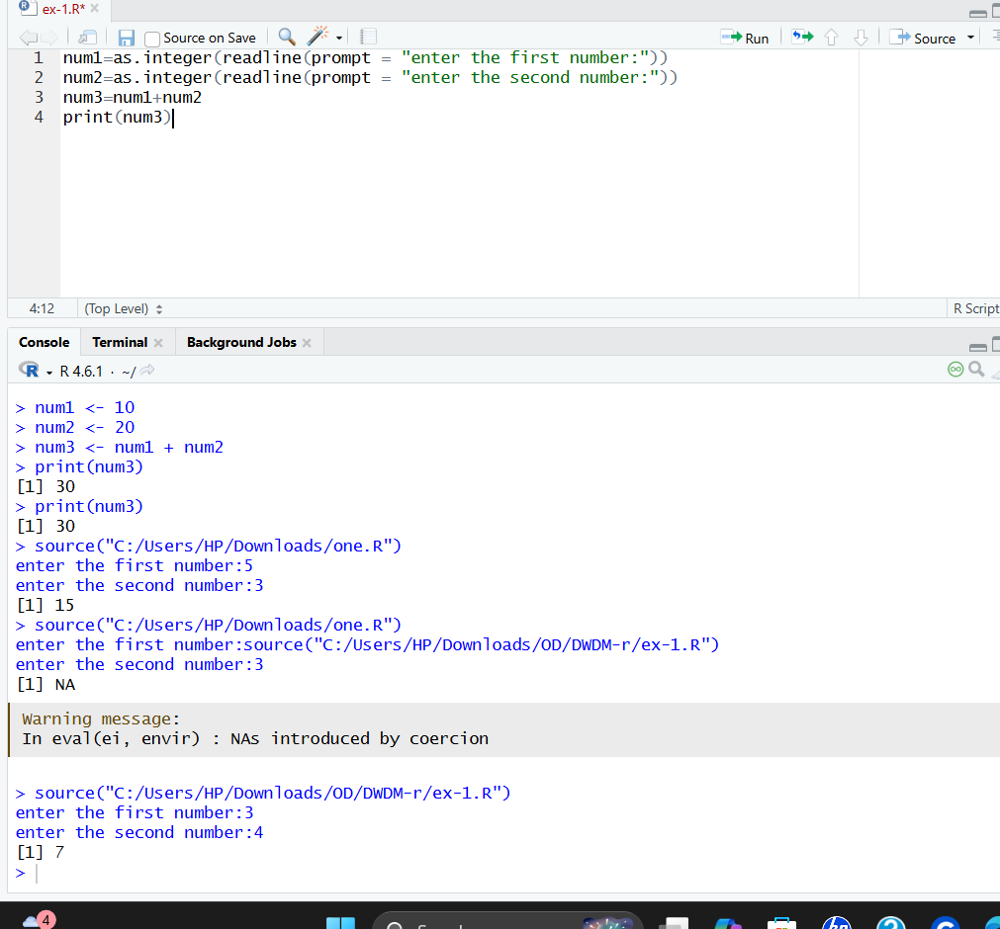 ex-1.R*
Source on Save
Run
Source
1 num1=as.integer(readline(prompt = "enter the first number:"))
2 num2=as.integer(readline(prompt = "enter the second number:"))
3 num3=num1+num2
4 print(num3)
4:12 (Top Level) R Script
Console Terminal Background Jobs
R 4.6.1 · ~/
> num1 <- 10
> num2 <- 20
> num3 <- num1 + num2
> print(num3)
[1] 30
> print(num3)
[1] 30
> source("C:/Users/HP/Downloads/one.R")
enter the first number:5
enter the second number:3
[1] 15
> source("C:/Users/HP/Downloads/one.R")
enter the first number:source("C:/Users/HP/Downloads/OD/DWDM-r/ex-1.R")
enter the second number:3
[1] NA
Warning message:
In eval(ei, envir) : NAs introduced by coercion
> source("C:/Users/HP/Downloads/OD/DWDM-r/ex-1.R")
enter the first number:3
enter the second number:4
[1] 7
>
4
hp